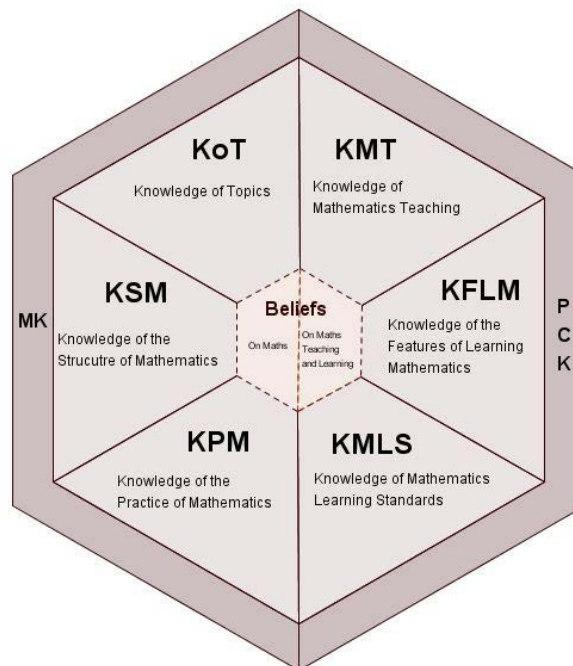 KoT
Knowledge of Topics
KMT
Knowledge of
Mathematics Teaching
MK
KSM
Knowledge of the
Strucutre of Mathematics
Beliefs
On Maths
On Maths
Teaching
and Learning
KFLM
Knowledge of the
Features of Learning
Mathematics
P
C
K
KPM
Knowledge of the
Practice of Mathematics
KMLS
Knowledge of Mathematics
Learning Standards